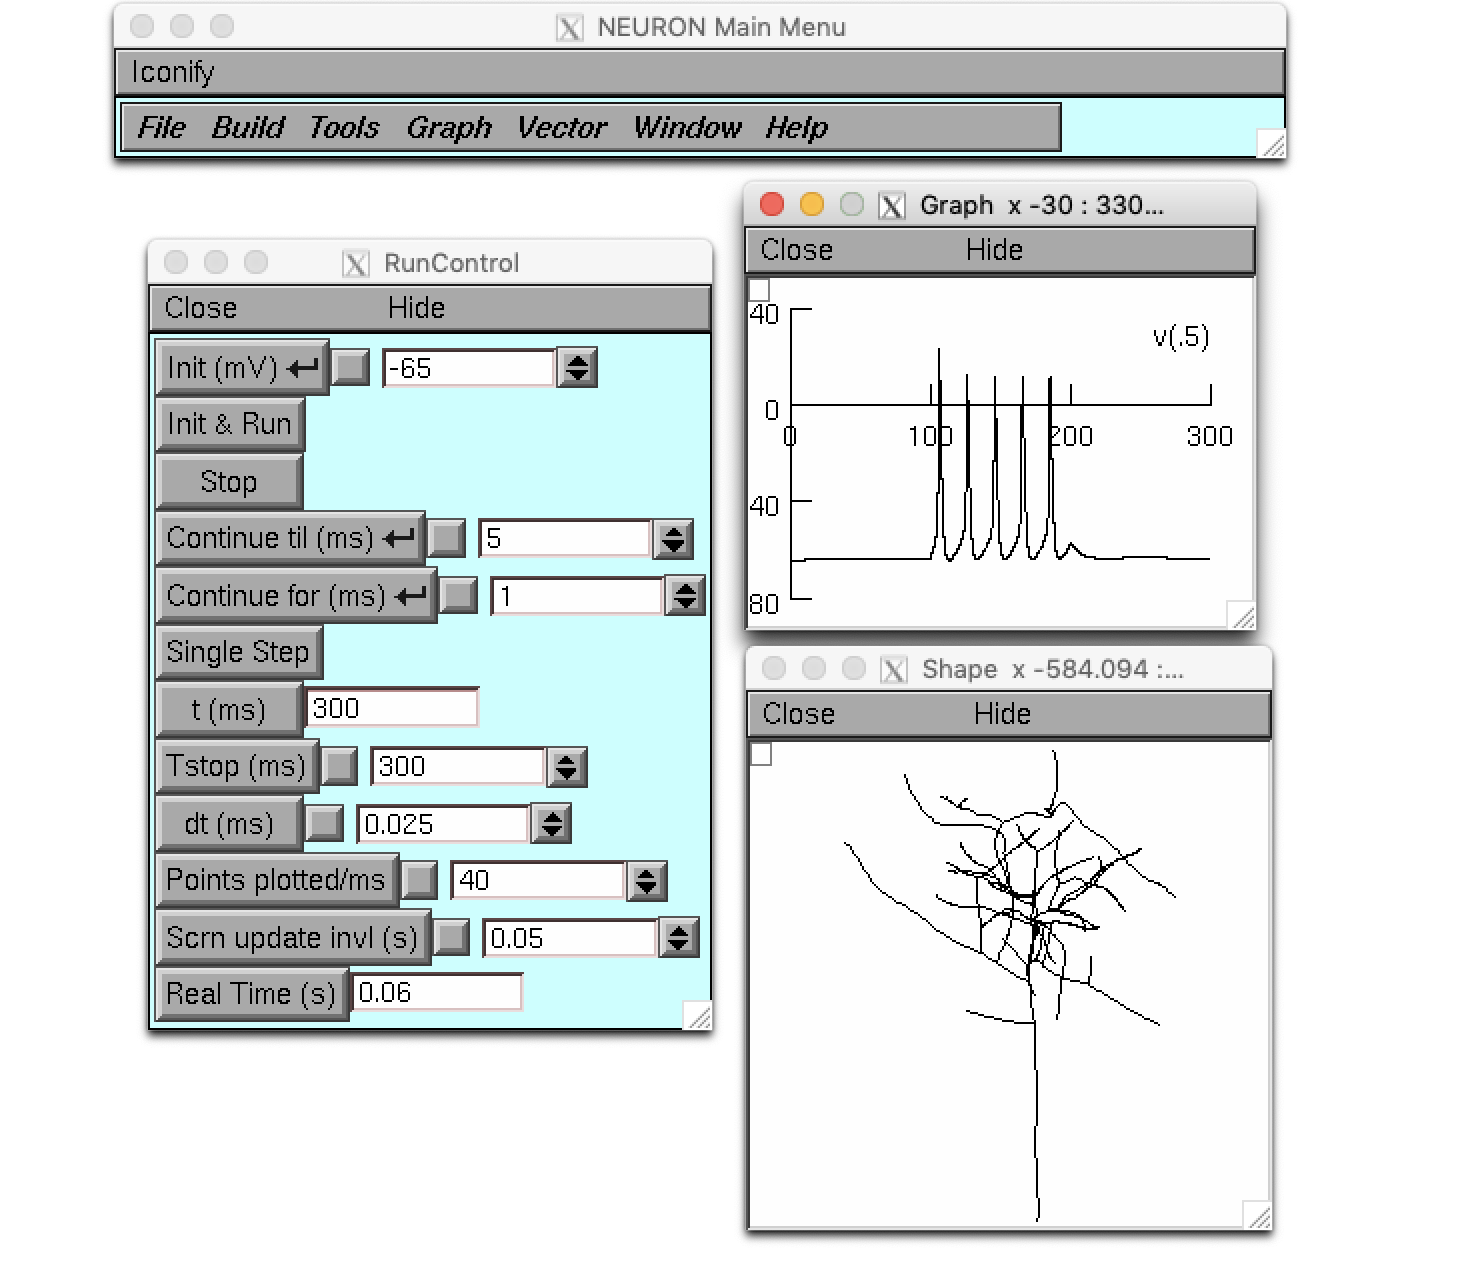 NEURON Main Menu
Iconify
File Build Tools Graph Vector Window Help
RunControl
Close Hide
Init (mV) -65
Init & Run
Stop
Continue til (ms) 5
Continue for (ms) 1
Single Step
t (ms) 300
Tstop (ms) 300
dt (ms) 0.025
Points plotted/ms 40
Scrn update invl (s) 0.05
Real Time (s) 0.06
Graph x -30 : 330...
Close Hide
40
v(.5)
0
0 100 200 300
40
80
Shape x -584.094 :...
Close Hide